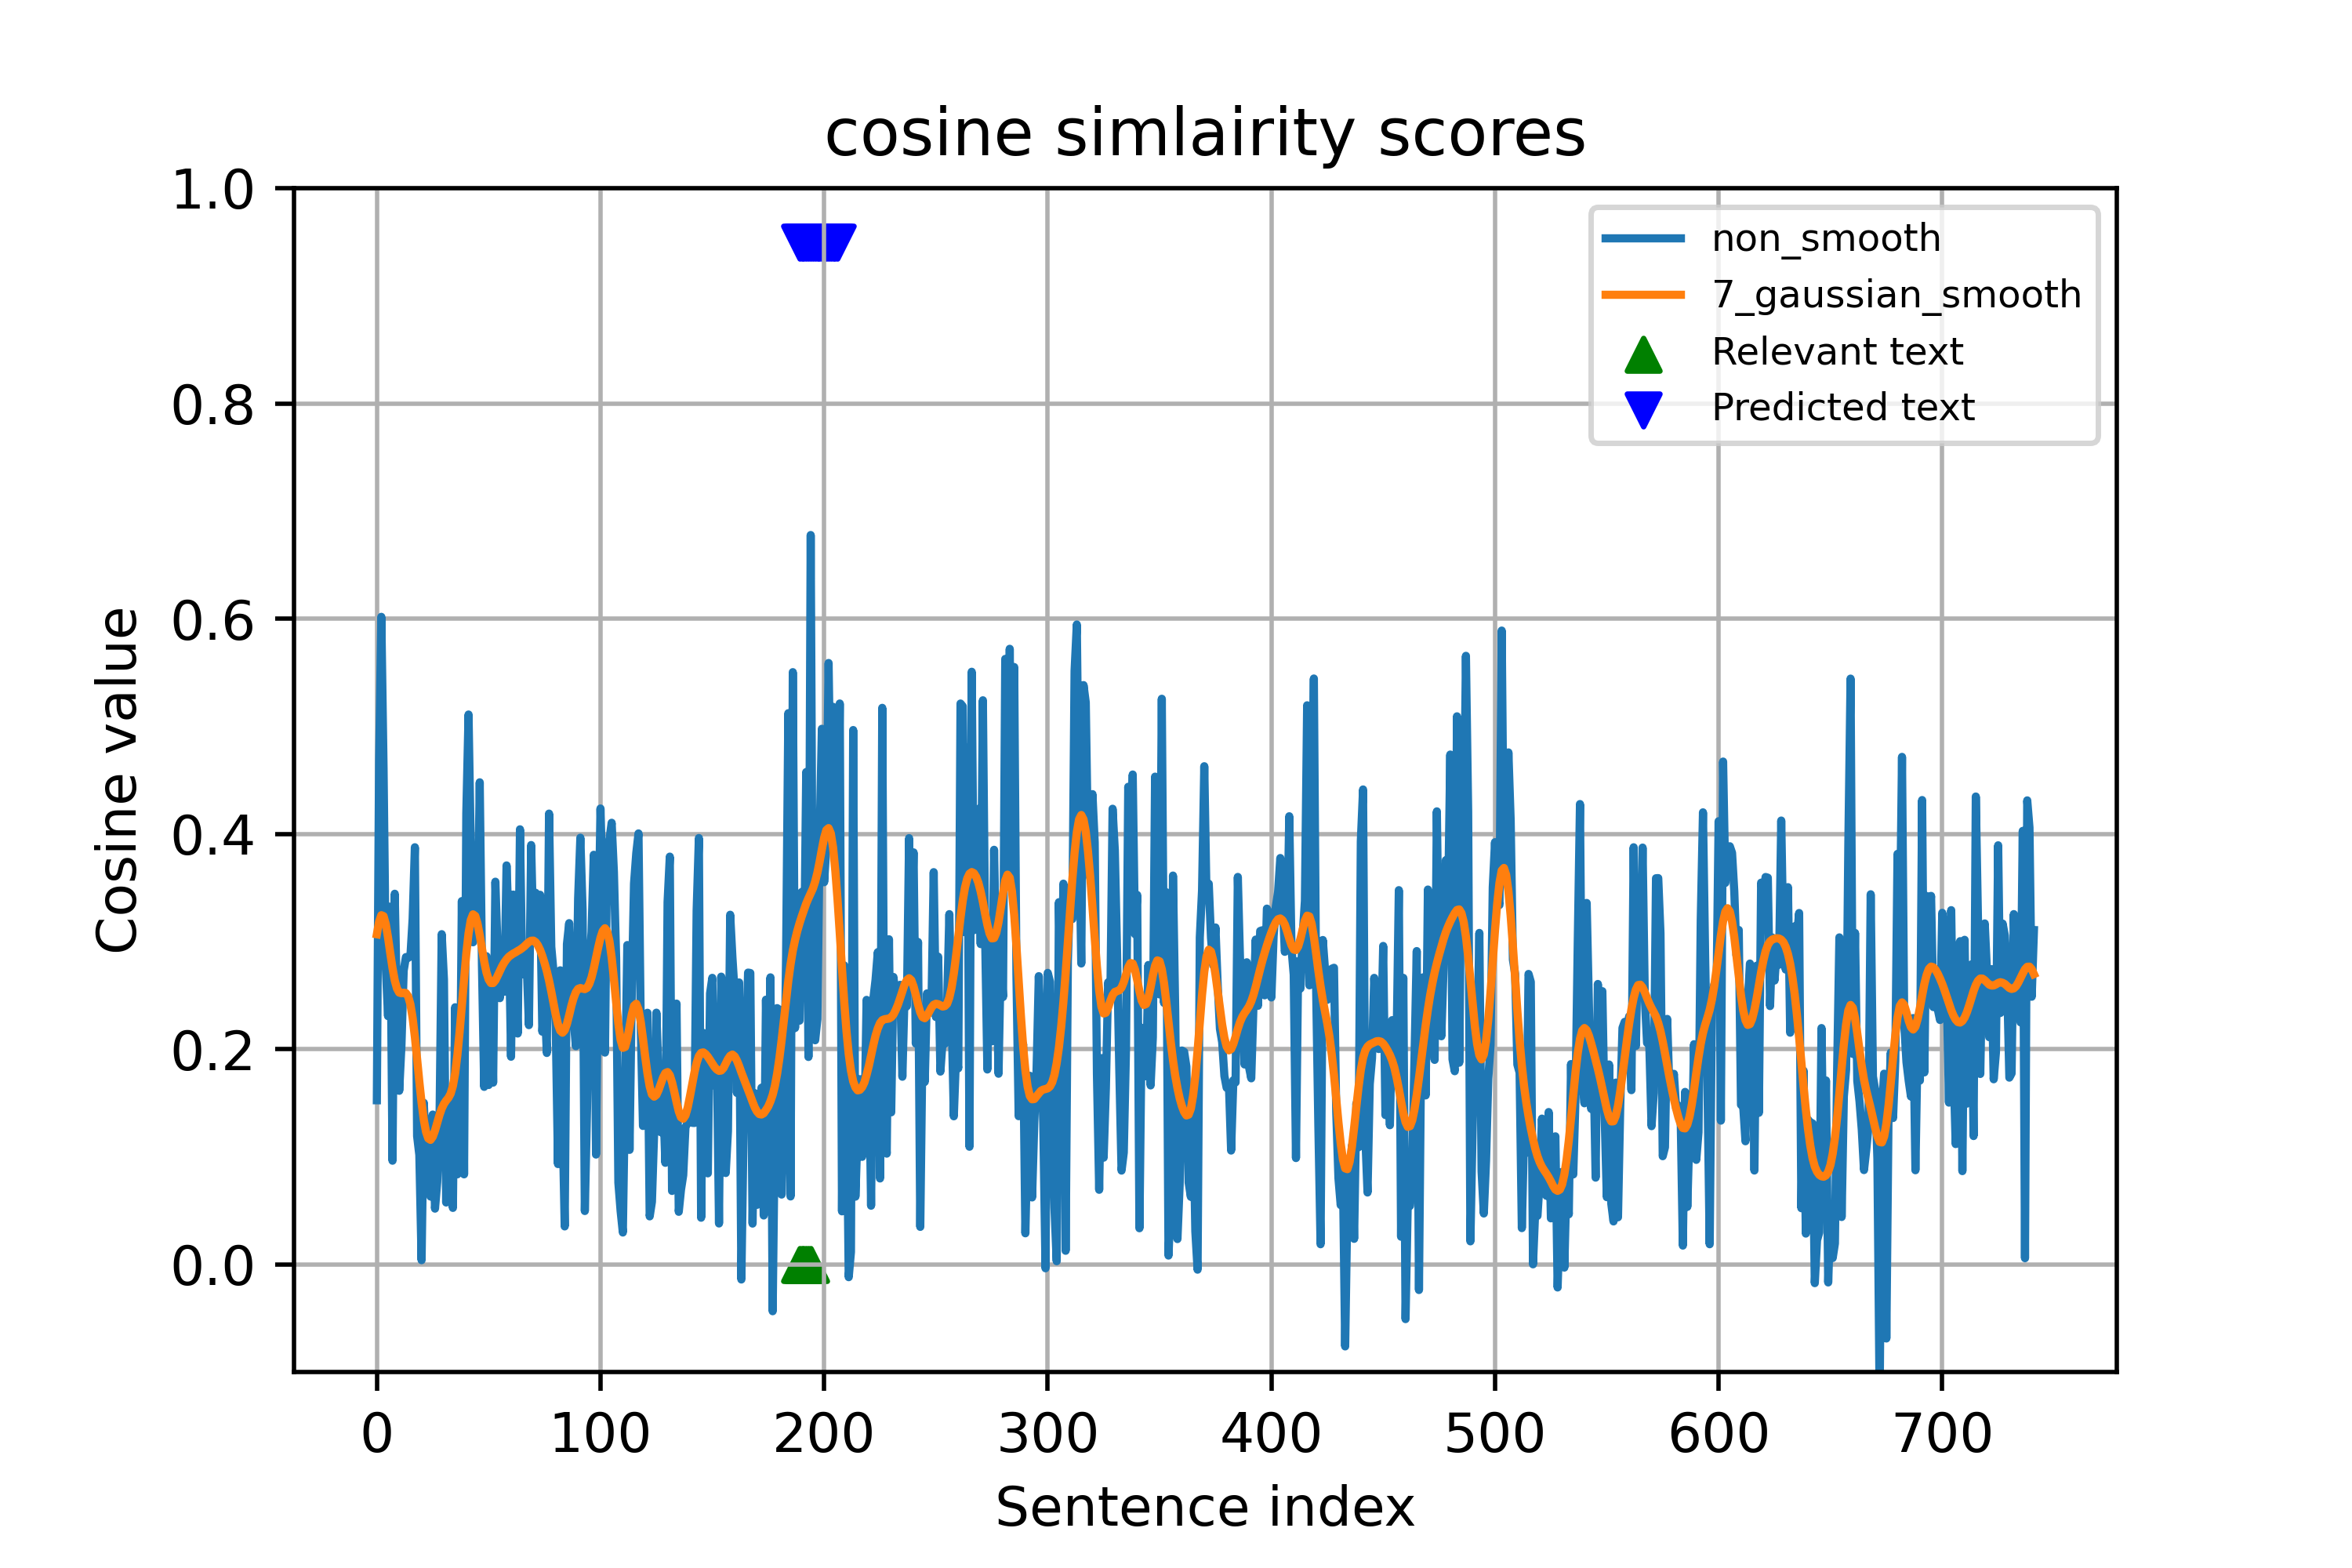 cosine simlairity scores
1.0
0.8
0.6
0.4
0.2
0.0
Cosine value
non_smooth
7_gaussian_smooth
Relevant text
Predicted text
0 100 200 300 400 500 600 700
Sentence index